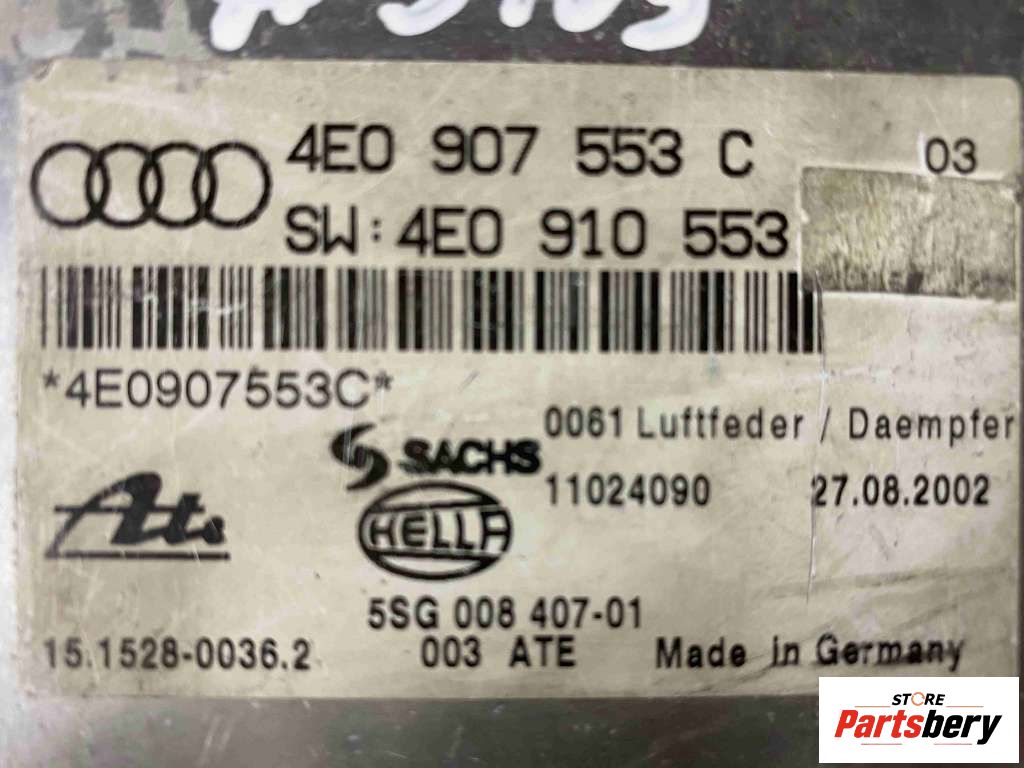 4E0 907 553 C 03
SW: 4E0 910 553
*4E0907553C*
0061 Luftfeder / Daempfer
SACHS
11024090 27.08.2002
Ate
HELLA
5SG 008 407-01
15.1528-0036.2 003 ATE Made in Germany
STORE
Partsbery